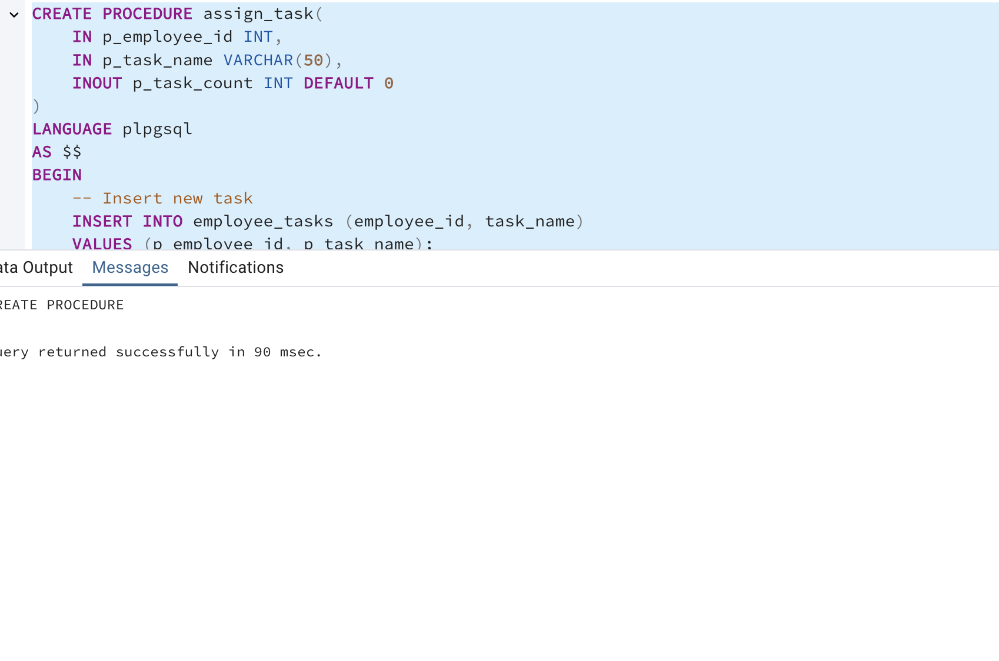 CREATE PROCEDURE assign_task(
    IN p_employee_id INT,
    IN p_task_name VARCHAR(50),
    INOUT p_task_count INT DEFAULT 0
)
LANGUAGE plpgsql
AS $$
BEGIN
    -- Insert new task
    INSERT INTO employee_tasks (employee_id, task_name)
    VALUES (p_employee_id, p_task_name);
ata Output Messages Notifications
REATE PROCEDURE
uery returned successfully in 90 msec.